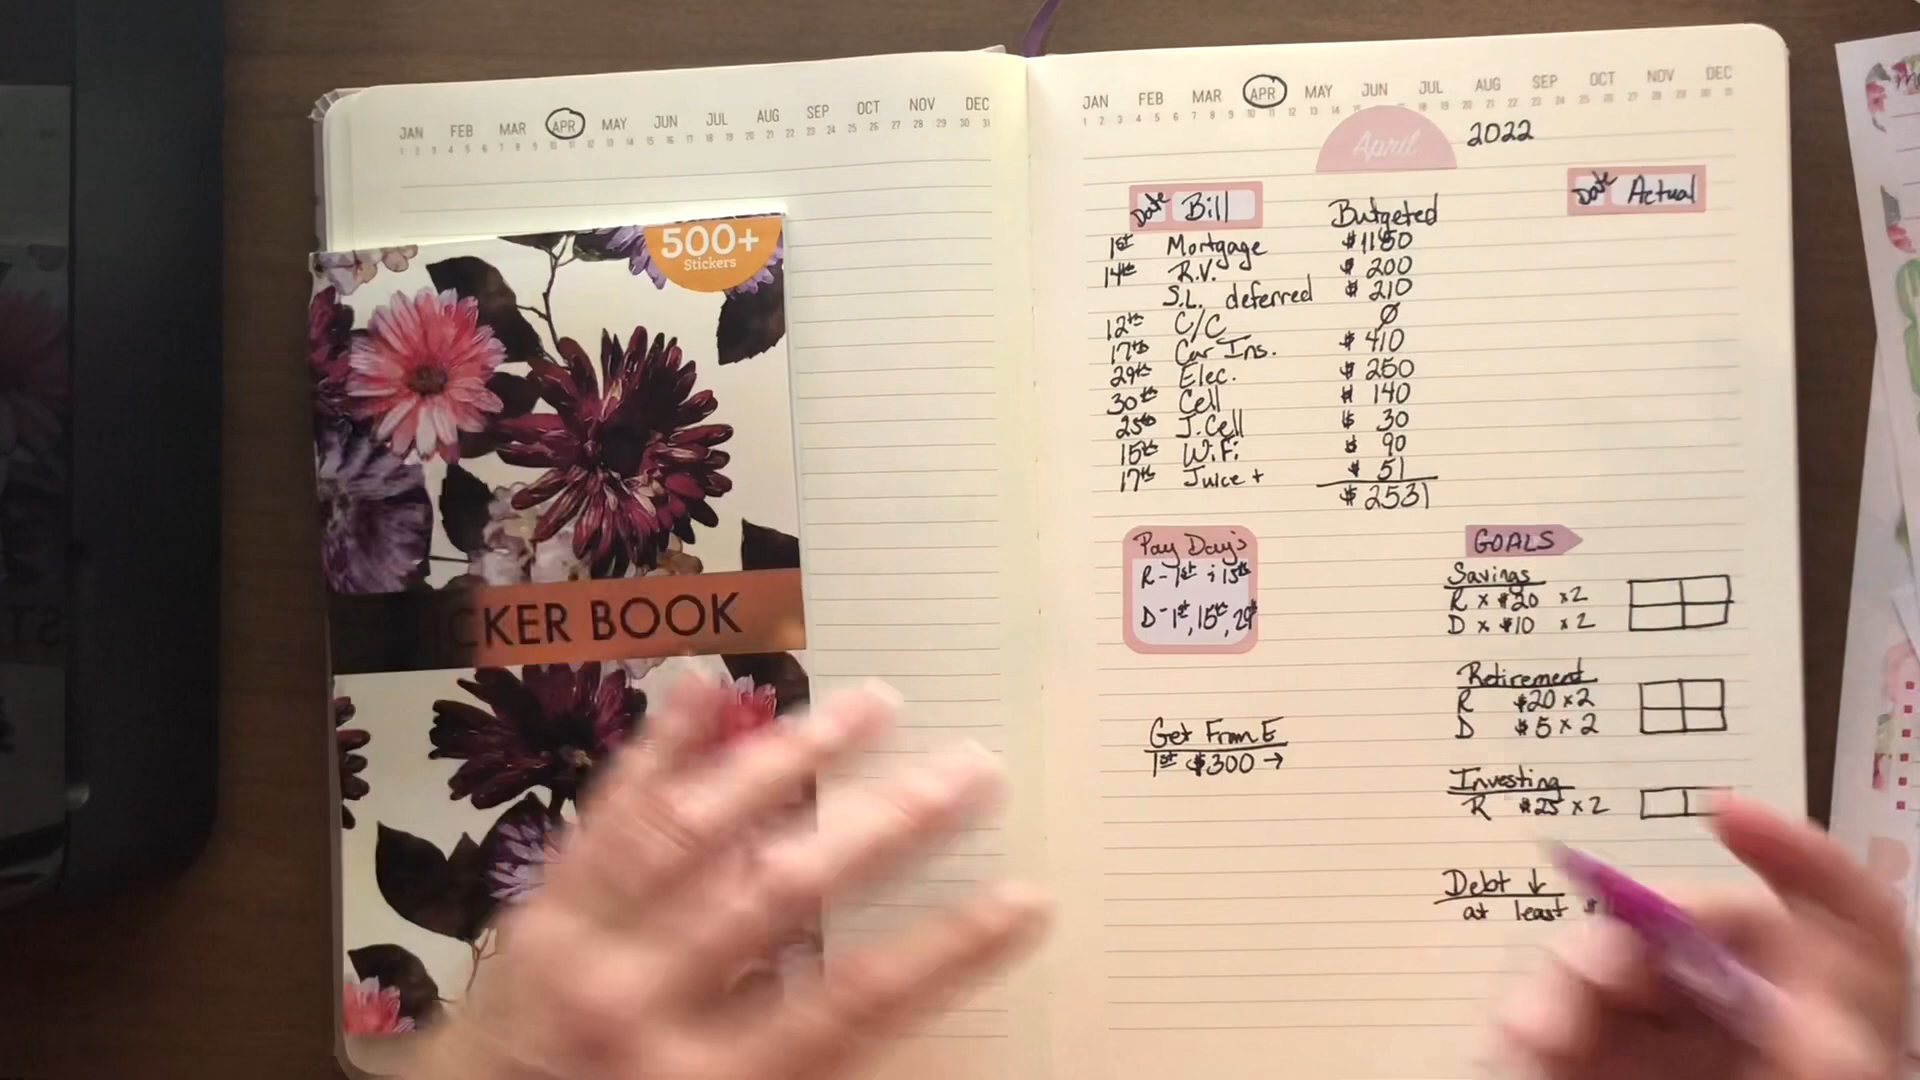 JAN FEB MAR APR MAY JUN JUL AUG SEP OCT NOV DEC
500+
Stickers
CKER BOOK
JAN FEB MAR APR MAY JUN JUL AUG SEP OCT NOV DEC
April 2022
Date Bill Budgeted Date Actual
1st Mortgage $1150
14th R.V. $ 200
S.L. deferred $ 210
12th C/C Ø
17th Car Ins. $ 410
29th Elec. $ 250
30th Cell $ 140
25th J.Cell $ 30
15th WiFi $ 90
17th Juice + $ 51
$ 2531
Pay Day's
R - 1st ; 15th
D - 1st, 15th, 29
GOALS
Savings
R x $20 x2
D x $10 x2
Retirement
R $20 x 2
D $5 x 2
Get From E
1st $300 →
Investing
R $25 x 2
Debt ↓
at least